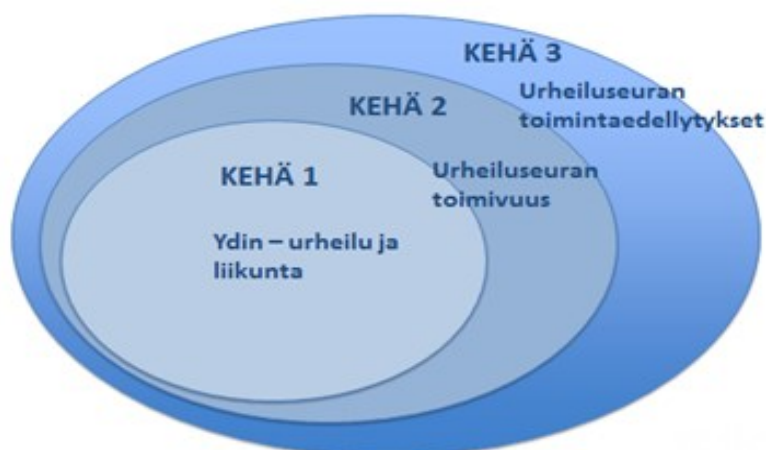 KEHÄ 3
Urheiluseuran
toimintaedellytykset
KEHÄ 2
Urheiluseuran
toimivuus
KEHÄ 1
Ydin – urheilu ja
liikunta